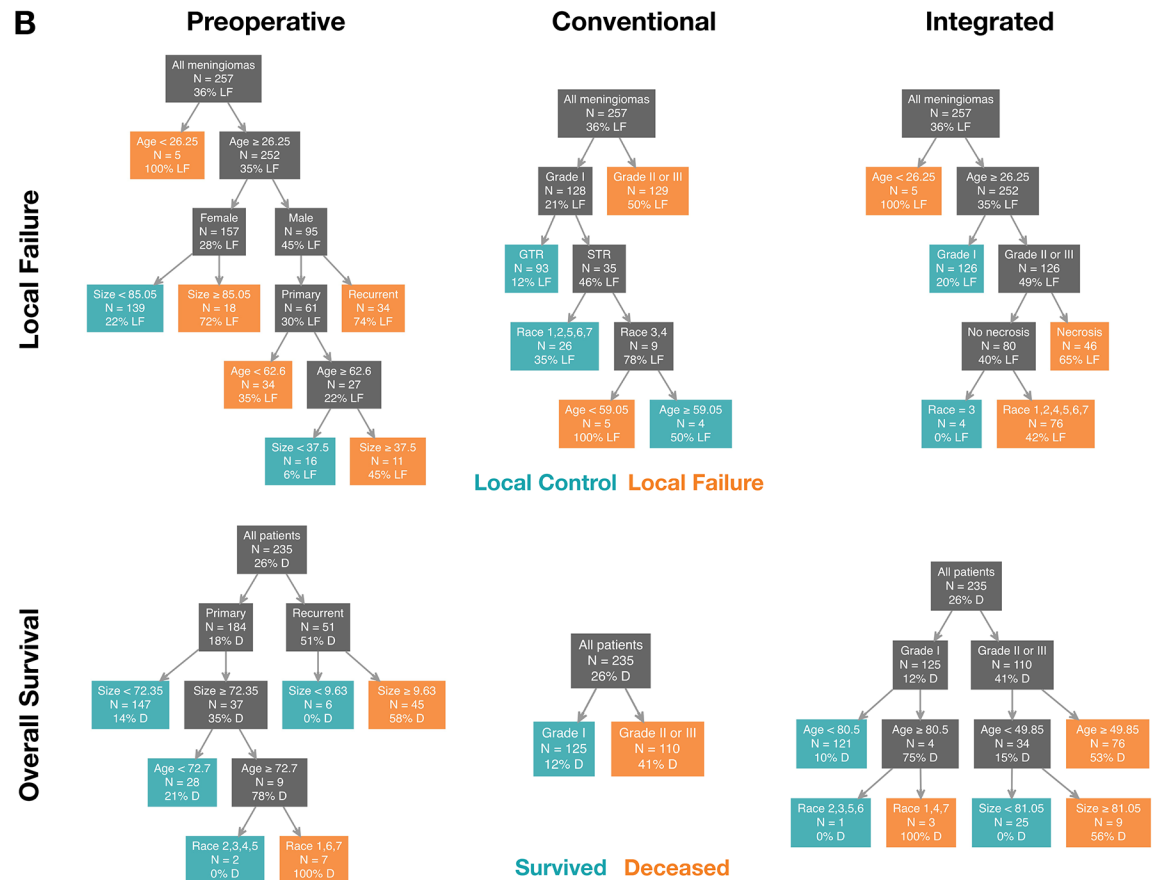 B
Preoperative
Conventional
Integrated
Local Failure
All meningiomas
N = 257
36% LF
Age < 26.25
N = 5
100% LF
Age ≥ 26.25
N = 252
35% LF
Female
N = 157
28% LF
Male
N = 95
45% LF
Size < 85.05
N = 139
22% LF
Size ≥ 85.05
N = 18
72% LF
Primary
N = 61
30% LF
Recurrent
N = 34
74% LF
Age < 62.6
N = 34
35% LF
Age ≥ 62.6
N = 27
22% LF
Size < 37.5
N = 16
6% LF
Size ≥ 37.5
N = 11
45% LF
All meningiomas
N = 257
36% LF
Grade I
N = 128
21% LF
Grade II or III
N = 129
50% LF
GTR
N = 93
12% LF
STR
N = 35
46% LF
Race 1,2,5,6,7
N = 26
35% LF
Race 3,4
N = 9
78% LF
Age < 59.05
N = 5
100% LF
Age ≥ 59.05
N = 4
50% LF
All meningiomas
N = 257
36% LF
Age < 26.25
N = 5
100% LF
Age ≥ 26.25
N = 252
35% LF
Grade I
N = 126
20% LF
Grade II or III
N = 126
49% LF
No necrosis
N = 80
40% LF
Necrosis
N = 46
65% LF
Race = 3
N = 4
0% LF
Race 1,2,4,5,6,7
N = 76
42% LF
Local Control Local Failure
Overall Survival
All patients
N = 235
26% D
Primary
N = 184
18% D
Recurrent
N = 51
51% D
Size < 72.35
N = 147
14% D
Size ≥ 72.35
N = 37
35% D
Size < 9.63
N = 6
0% D
Size ≥ 9.63
N = 45
58% D
Age < 72.7
N = 28
21% D
Age ≥ 72.7
N = 9
78% D
Race 2,3,4,5
N = 2
0% D
Race 1,6,7
N = 7
100% D
All patients
N = 235
26% D
Grade I
N = 125
12% D
Grade II or III
N = 110
41% D
All patients
N = 235
26% D
Grade I
N = 125
12% D
Grade II or III
N = 110
41% D
Age < 80.5
N = 121
10% D
Age ≥ 80.5
N = 4
75% D
Age < 49.85
N = 34
15% D
Age ≥ 49.85
N = 76
53% D
Race 2,3,5,6
N = 1
0% D
Race 1,4,7
N = 3
100% D
Size < 81.05
N = 25
0% D
Size ≥ 81.05
N = 9
56% D
Survived Deceased